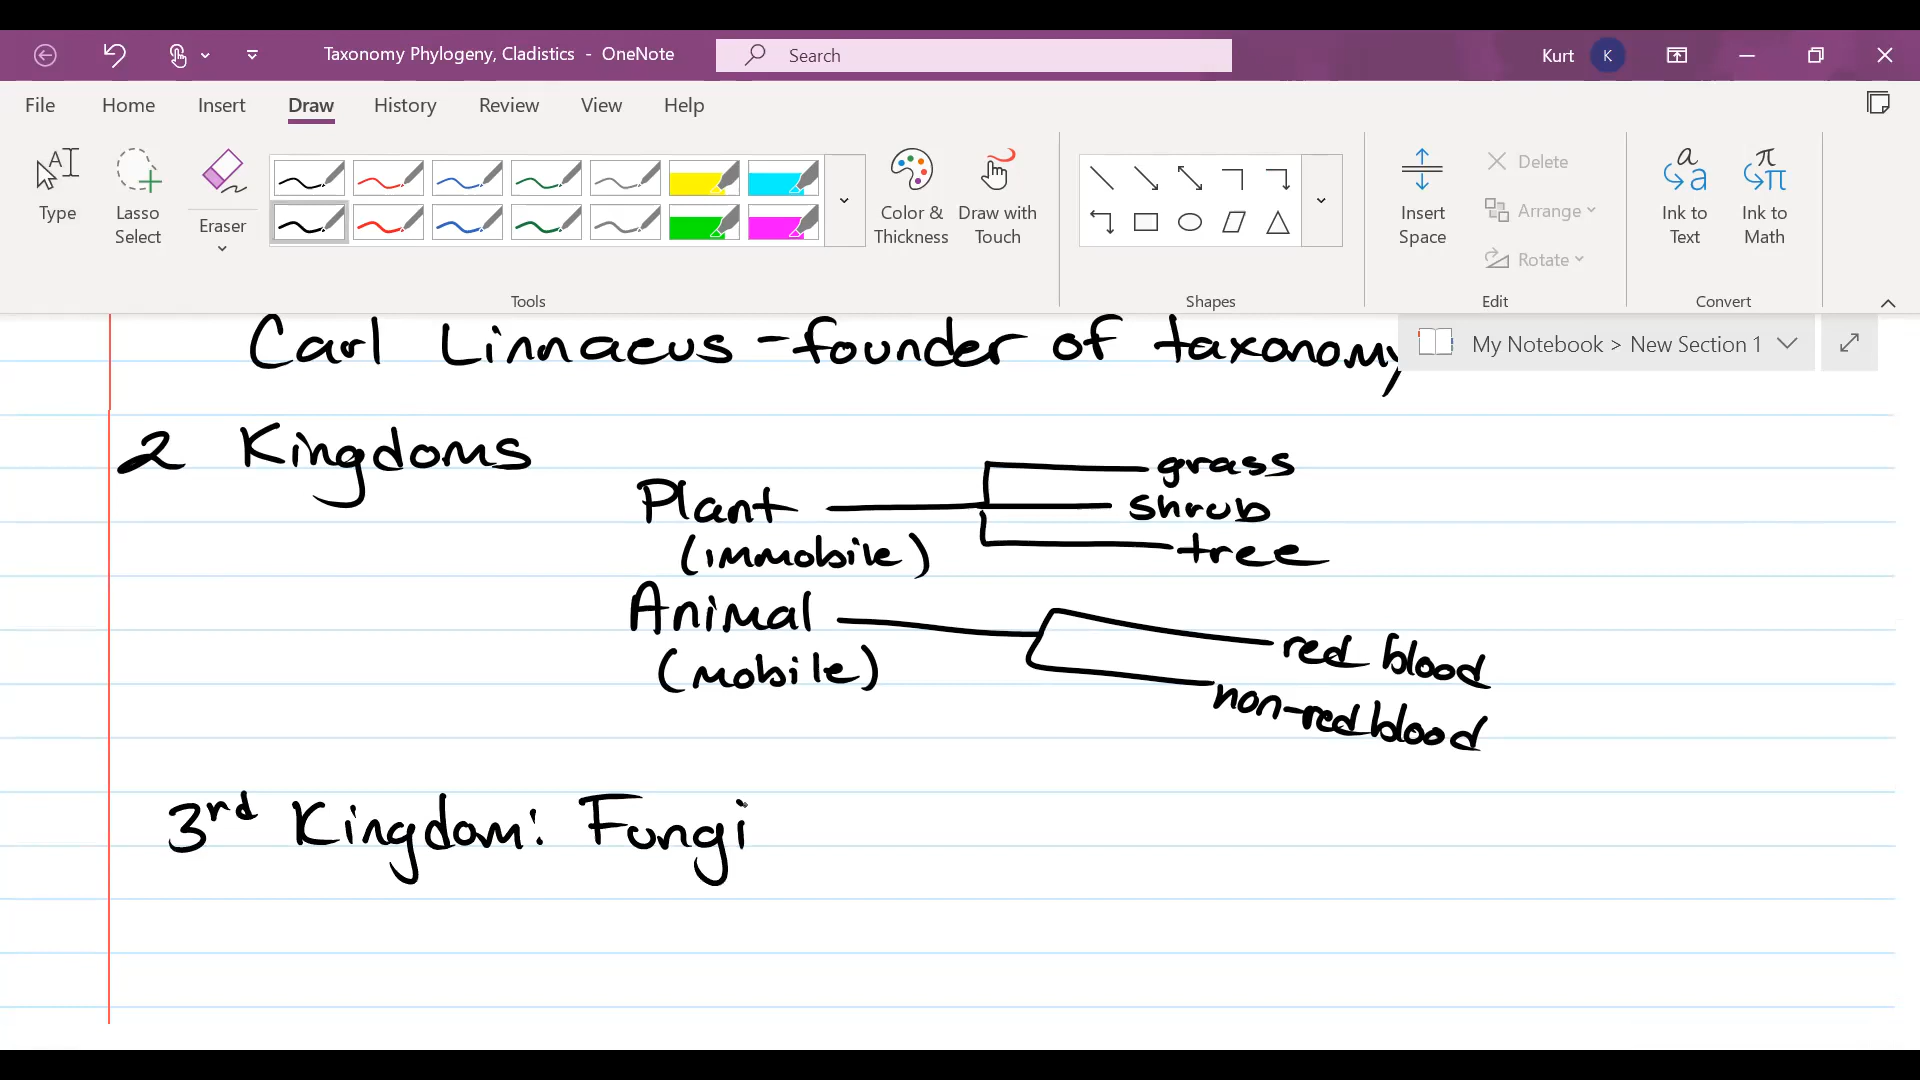 Taxonomy Phylogeny, Cladistics - OneNote
Search
Kurt K
File Home Insert Draw History Review View Help
Type
Lasso Select
Eraser
Color & Thickness
Draw with Touch
Insert Space
Delete
Arrange
Rotate
Ink to Text
Ink to Math
Tools Shapes Edit Convert
My Notebook > New Section 1
Carl Linnaeus - founder of taxonomy
2 Kingdoms
grass
Plant shrub
(immobile) tree
Animal
red blood
(mobile)
non-red blood
3rd Kingdom: Fungi